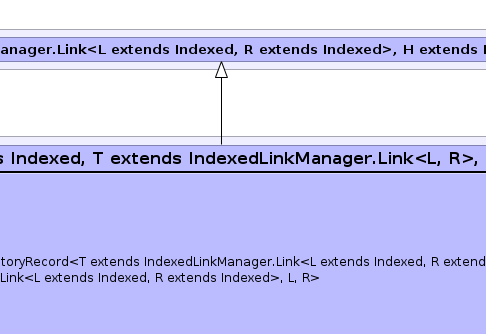 anager.Link<L extends Indexed, R extends Indexed>, H extends I
s Indexed, T extends IndexedLinkManager.Link<L, R>,
toryRecord<T extends IndexedLinkManager.Link<L extends Indexed, R extend
Link<L extends Indexed, R extends Indexed>, L, R>